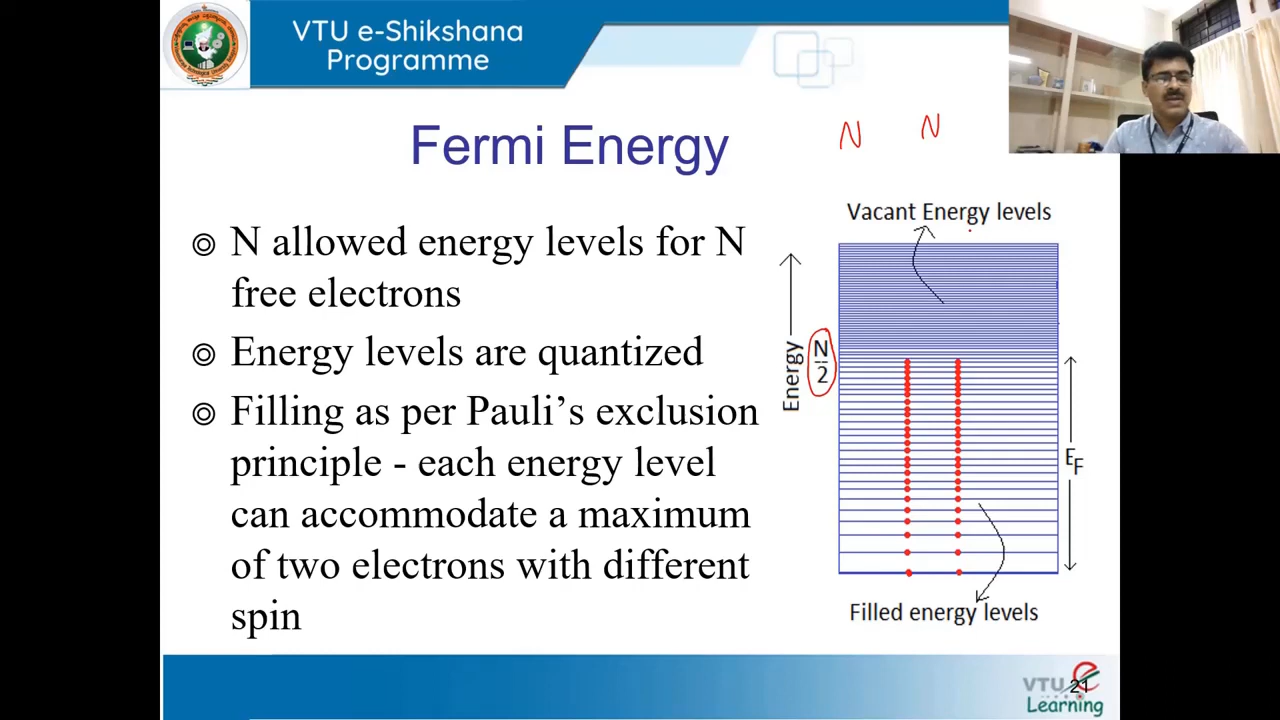 VTU e-Shikshana
Programme
Fermi Energy
N N
◎ N allowed energy levels for N
free electrons
◎ Energy levels are quantized
◎ Filling as per Pauli’s exclusion
principle - each energy level
can accommodate a maximum
of two electrons with different
spin
Vacant Energy levels
Energy
N
2
E_F
Filled energy levels
VTU e
21
Learning